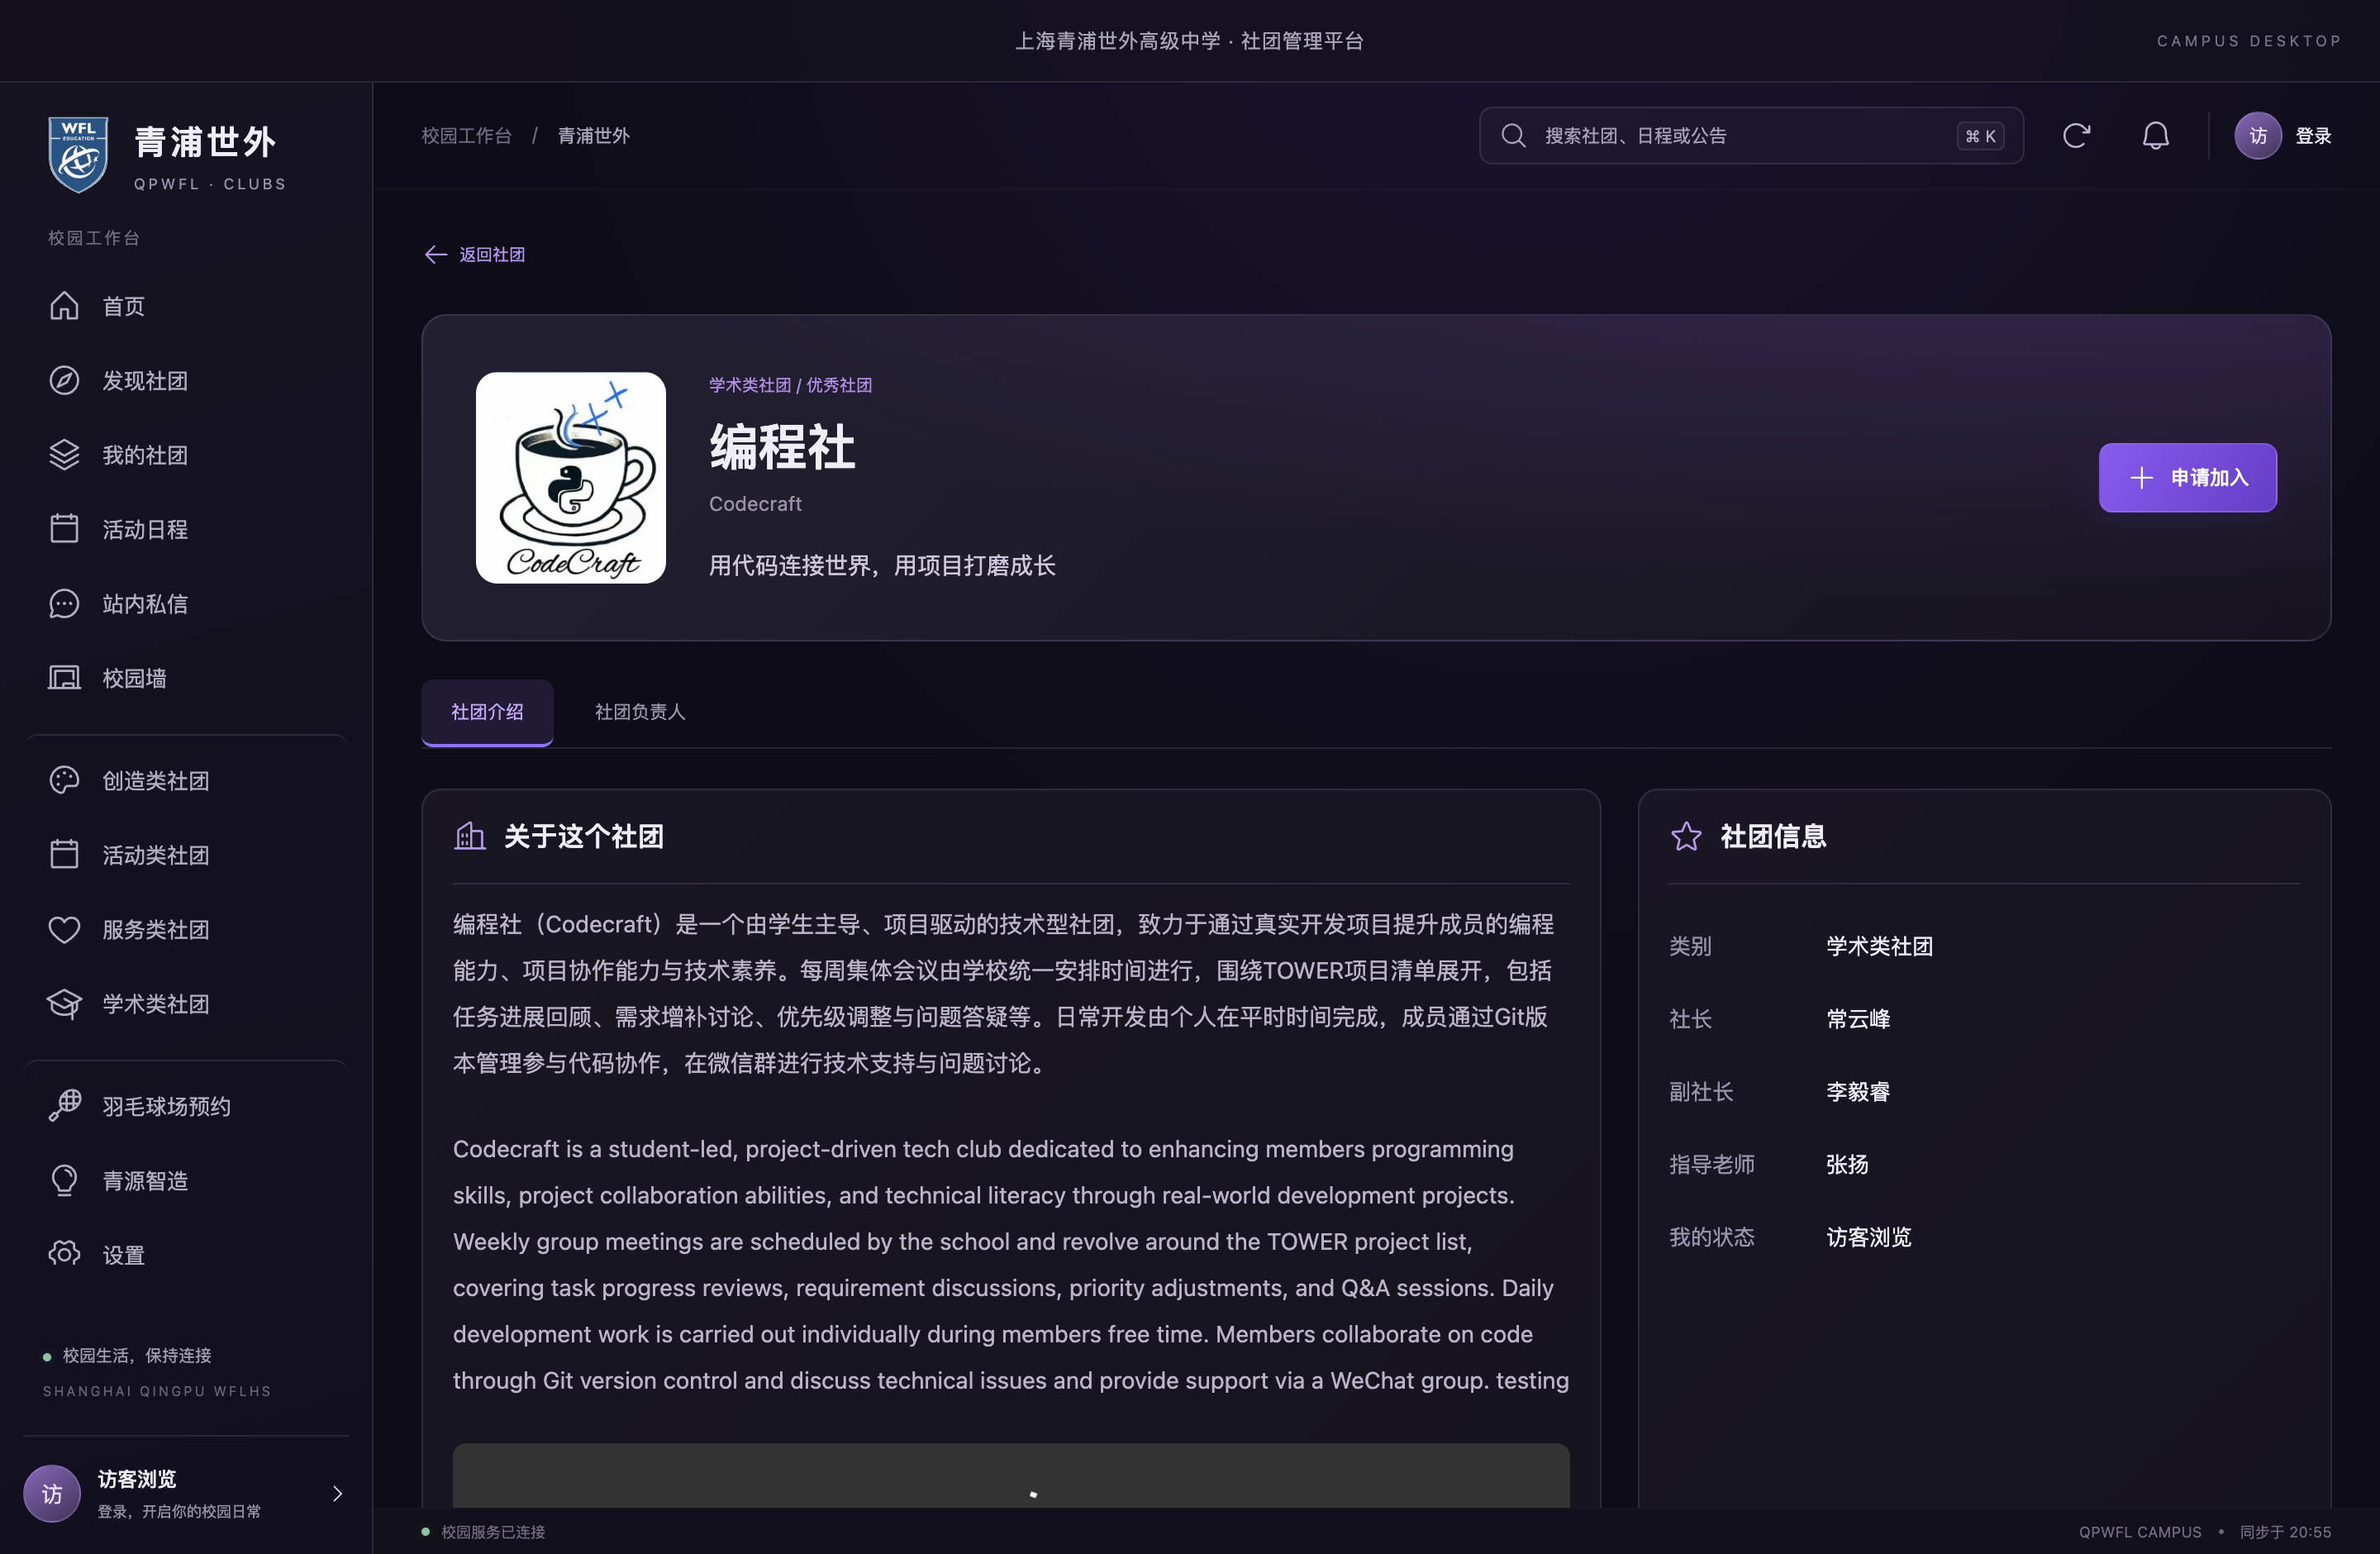 上海青浦世外高级中学 · 社团管理平台
CAMPUS DESKTOP
WFL
EDUCATION
青浦世外
QPWFL · CLUBS
校园工作台
首页
发现社团
我的社团
活动日程
站内私信
校园墙
创造类社团
活动类社团
服务类社团
学术类社团
羽毛球场预约
青源智造
设置
校园生活，保持连接
SHANGHAI QINGPU WFLHS
访
访客浏览
登录，开启你的校园日常
校园工作台 / 青浦世外
搜索社团、日程或公告
⌘ K
访
登录
返回社团
CodeCraft
学术类社团 / 优秀社团
编程社
Codecraft
用代码连接世界，用项目打磨成长
申请加入
社团介绍
社团负责人
关于这个社团
编程社（Codecraft）是一个由学生主导、项目驱动的技术型社团，致力于通过真实开发项目提升成员的编程
能力、项目协作能力与技术素养。每周集体会议由学校统一安排时间进行，围绕TOWER项目清单展开，包括
任务进展回顾、需求增补讨论、优先级调整与问题答疑等。日常开发由个人在平时时间完成，成员通过Git版
本管理参与代码协作，在微信群进行技术支持与问题讨论。
Codecraft is a student-led, project-driven tech club dedicated to enhancing members programming
skills, project collaboration abilities, and technical literacy through real-world development projects.
Weekly group meetings are scheduled by the school and revolve around the TOWER project list,
covering task progress reviews, requirement discussions, priority adjustments, and Q&A sessions. Daily
development work is carried out individually during members free time. Members collaborate on code
through Git version control and discuss technical issues and provide support via a WeChat group. testing
社团信息
类别 学术类社团
社长 常云峰
副社长 李毅睿
指导老师 张扬
我的状态 访客浏览
校园服务已连接
QPWFL CAMPUS • 同步于 20:55